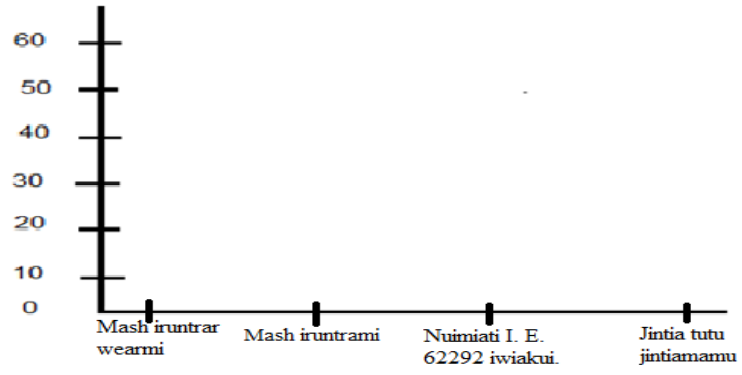 60
50
40
30
20
10
0
Mash iruntrar
wearmi
Mash iruntrami
Nuimiati I. E.
62292 iwiakui.
Jintia tutu
jintiamamu